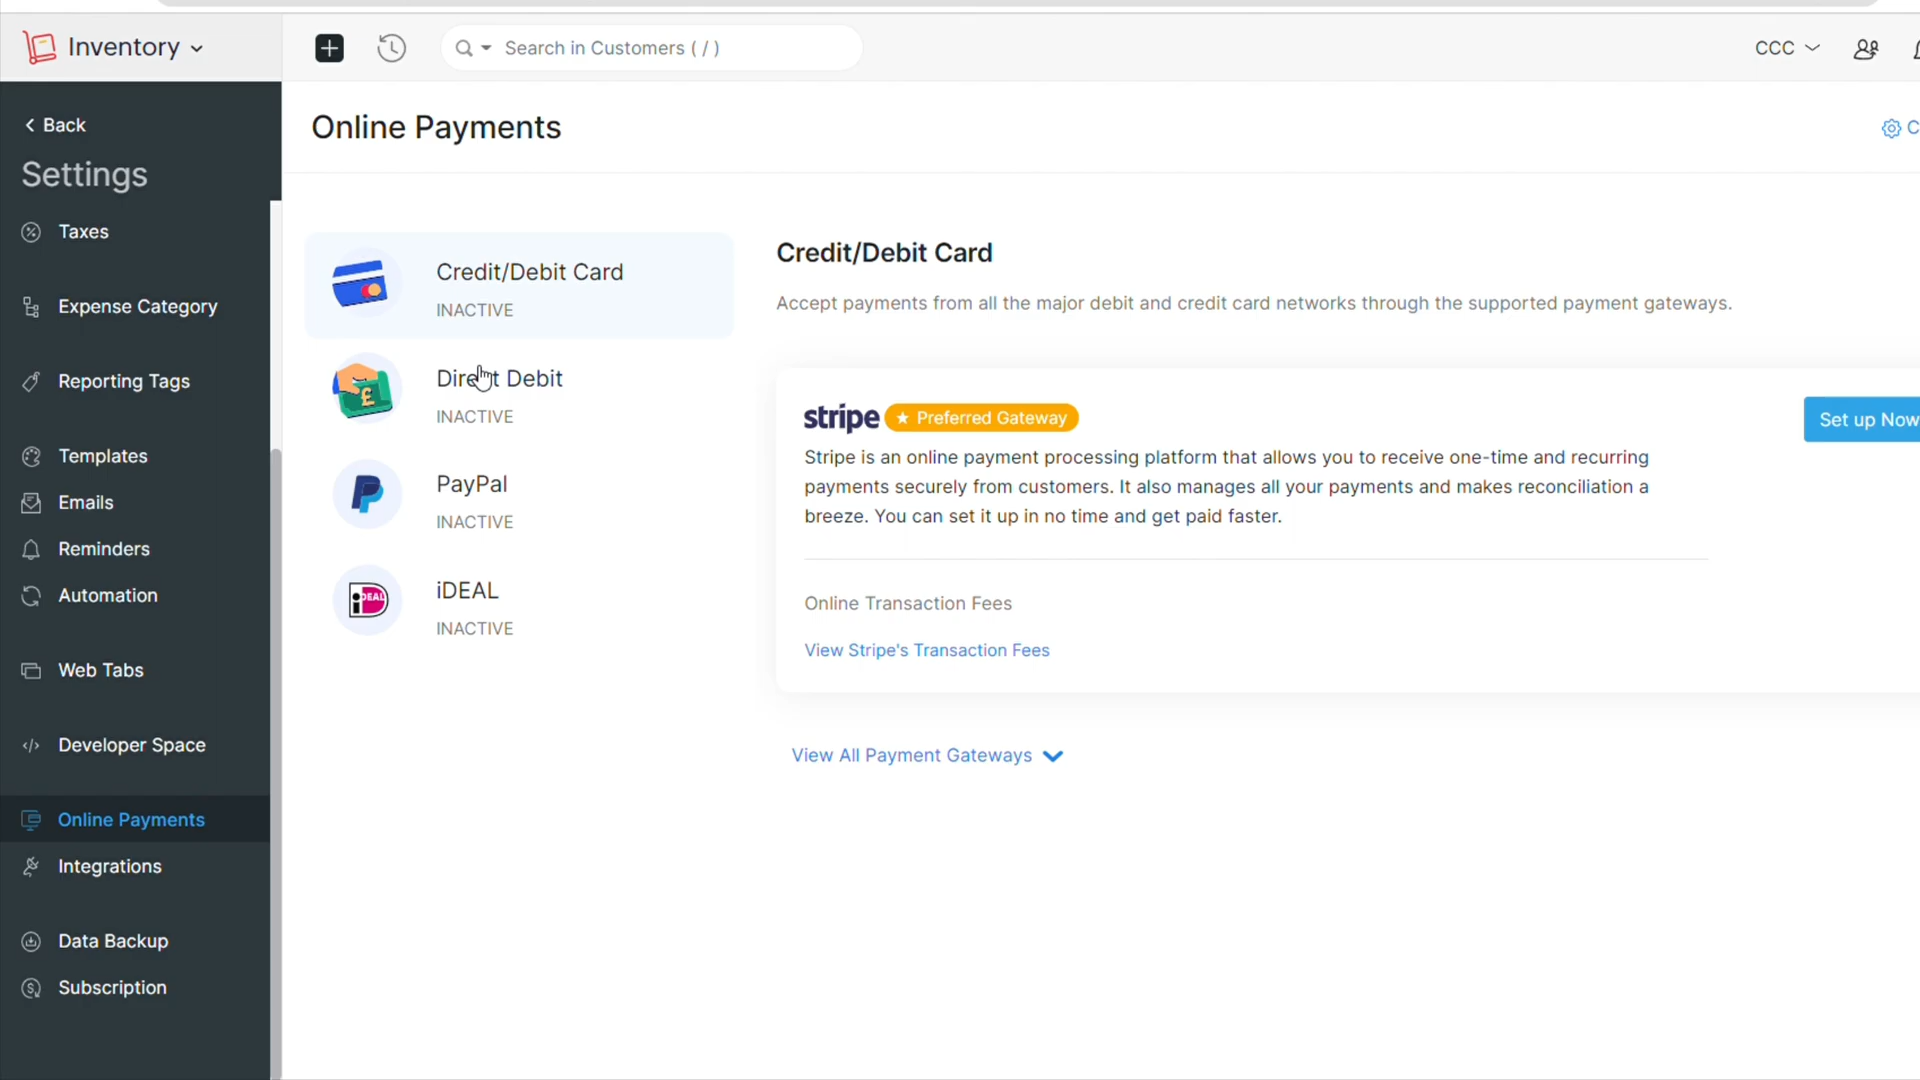 Inventory
Search in Customers ( / )
CCC
Back
Settings
Taxes
Expense Category
Reporting Tags
Templates
Emails
Reminders
Automation
Web Tabs
Developer Space
Online Payments
Integrations
Data Backup
Subscription
Online Payments
C
Credit/Debit Card
INACTIVE
Direct Debit
INACTIVE
PayPal
INACTIVE
iDEAL
INACTIVE
Credit/Debit Card
Accept payments from all the major debit and credit card networks through the supported payment gateways.
stripe ★ Preferred Gateway
Set up Now
Stripe is an online payment processing platform that allows you to receive one-time and recurring
payments securely from customers. It also manages all your payments and makes reconciliation a
breeze. You can set it up in no time and get paid faster.
Online Transaction Fees
View Stripe's Transaction Fees
View All Payment Gateways